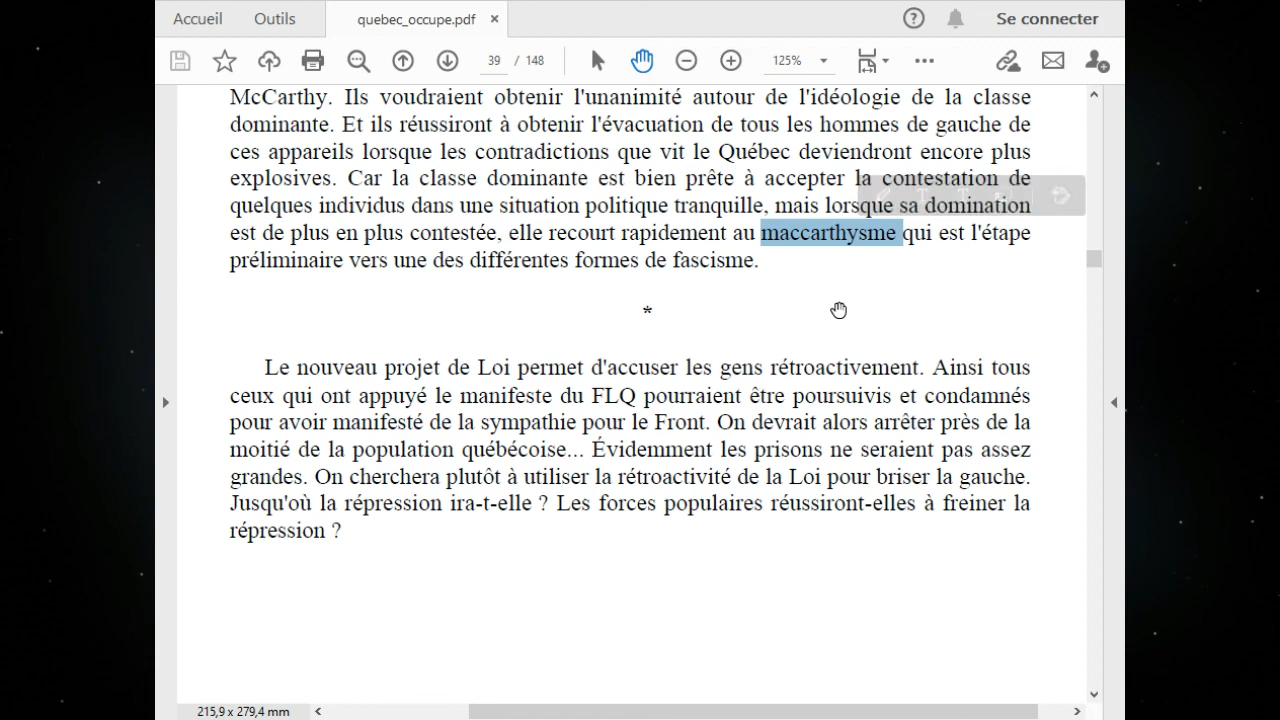 Accueil Outils quebec_occupe.pdf × ? Se connecter
39 / 148 125%
McCarthy. Ils voudraient obtenir l'unanimité autour de l'idéologie de la classe
dominante. Et ils réussiront à obtenir l'évacuation de tous les hommes de gauche de
ces appareils lorsque les contradictions que vit le Québec deviendront encore plus
explosives. Car la classe dominante est bien prête à accepter la contestation de
quelques individus dans une situation politique tranquille, mais lorsque sa domination
est de plus en plus contestée, elle recourt rapidement au maccarthysme qui est l'étape
préliminaire vers une des différentes formes de fascisme.
*
Le nouveau projet de Loi permet d'accuser les gens rétroactivement. Ainsi tous
ceux qui ont appuyé le manifeste du FLQ pourraient être poursuivis et condamnés
pour avoir manifesté de la sympathie pour le Front. On devrait alors arrêter près de la
moitié de la population québécoise... Évidemment les prisons ne seraient pas assez
grandes. On cherchera plutôt à utiliser la rétroactivité de la Loi pour briser la gauche.
Jusqu'où la répression ira-t-elle ? Les forces populaires réussiront-elles à freiner la
répression ?
215,9 x 279,4 mm